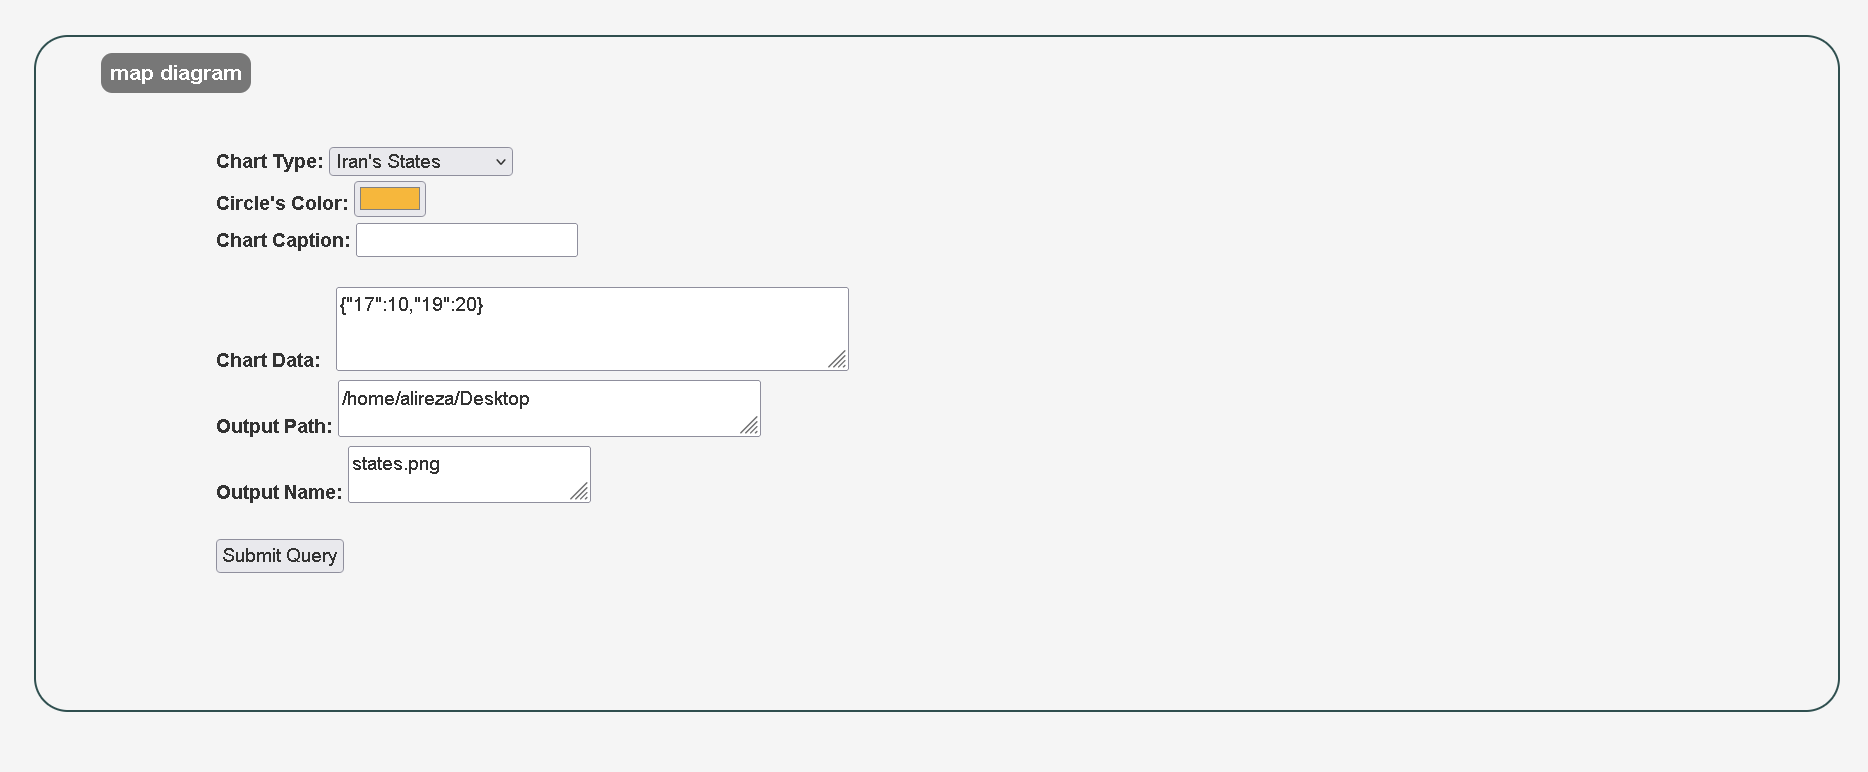 map diagram
Chart Type: Iran's States
Circle's Color:
Chart Caption:
Chart Data: {"17":10,"19":20}
Output Path: /home/alireza/Desktop
Output Name: states.png
Submit Query